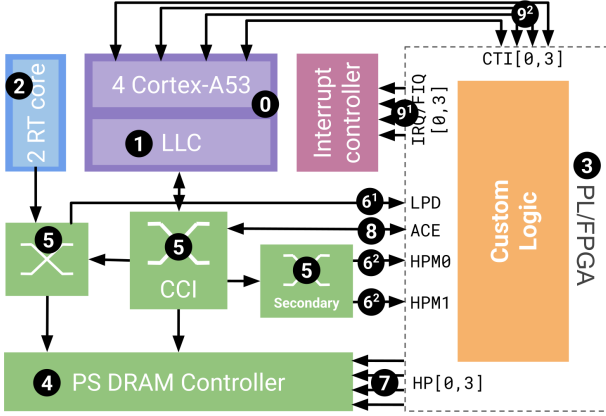 9²
CTI[0,3]
2
2 RT core
4 Cortex-A53
0
1 LLC
Interrupt
controller
9¹
IRQ/FIQ
[0,3]
Custom
Logic
3
PL/FPGA
6¹ LPD
8 ACE
5
5
CCI
5
Secondary
6² HPM0
6² HPM1
4 PS DRAM Controller
7 HP[0,3]